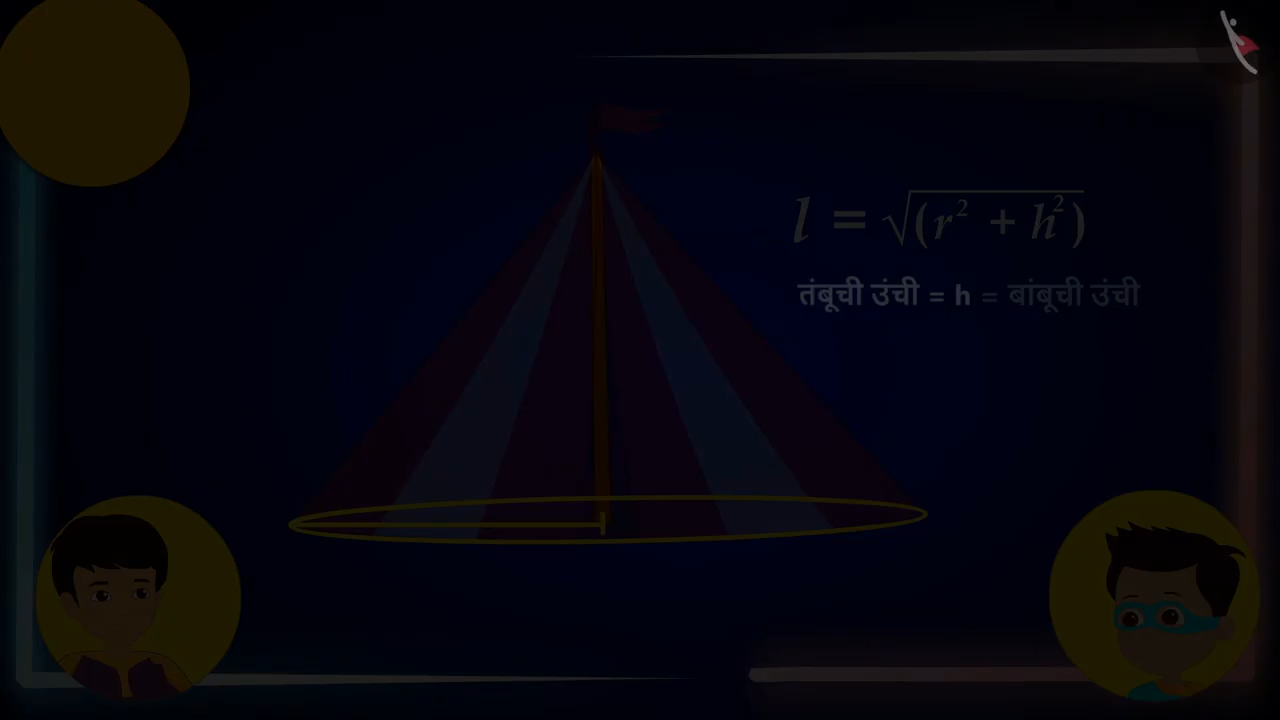 l = √(r² + h²)
तंबूची उंची = h = बांबूची उंची